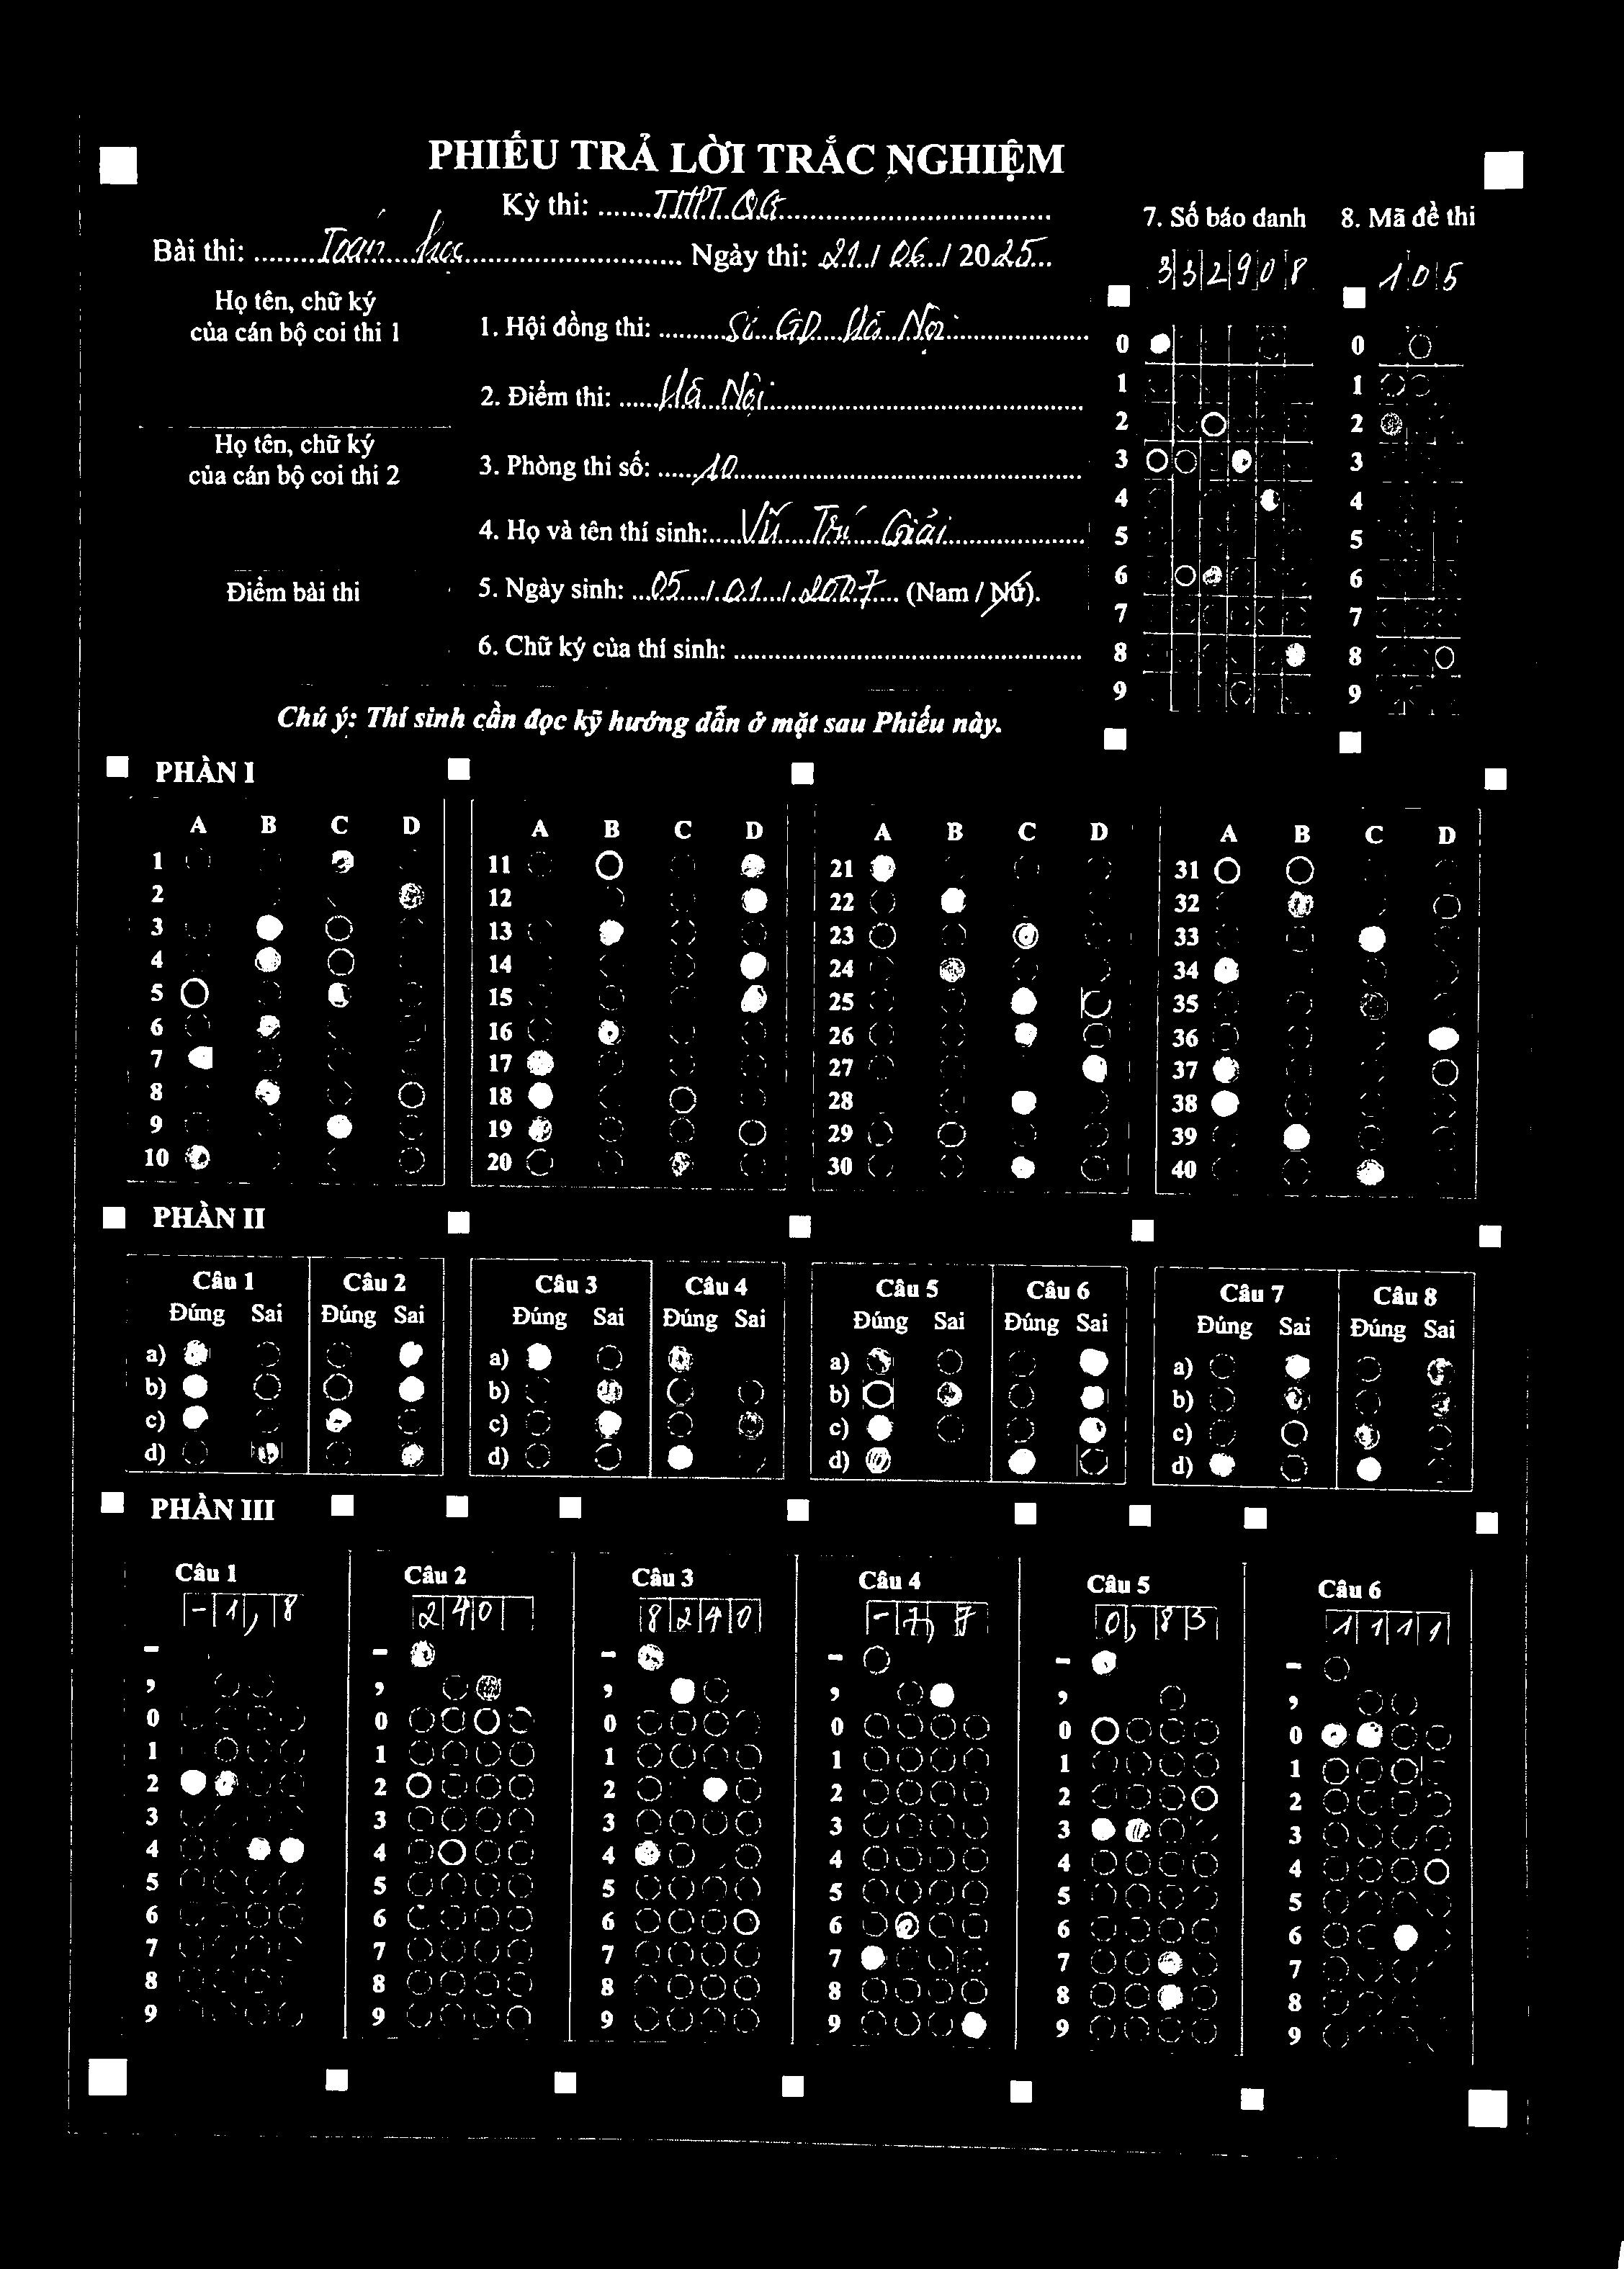 PHIẾU TRẢ LỜI TRẮC NGHIỆM
Kỳ thi: .......THPT.QG.......
Bài thi: ........Toán....học........ Ngày thi: 21../ 06../ 2025...
7. Số báo danh 8. Mã đề thi
3 3 2 9 0 8 1 0 5
Họ tên, chữ ký
của cán bộ coi thi 1
1. Hội đồng thi: .........Sở...GD...Hà...Nội.........
2. Điểm thi: ......Hà...Nội.........
Họ tên, chữ ký
của cán bộ coi thi 2
3. Phòng thi số: ......10.........
4. Họ và tên thí sinh:.....Vũ.....Trí.....Giải.........
Điểm bài thi
5. Ngày sinh: ...05..../.01..../.2007.... (Nam / Nữ).
6. Chữ ký của thí sinh: .........
0 0
1 1
2 2
3 3
4 4
5 5
6 6
7 7
8 8
9 9
Chú ý: Thí sinh cần đọc kỹ hướng dẫn ở mặt sau Phiếu này.
PHẦN I
A B C D A B C D A B C D A B C D
1 11 21 31
2 12 22 32
3 13 23 33
4 14 24 34
5 15 25 35
6 16 26 36
7 17 27 37
8 18 28 38
9 19 29 39
10 20 30 40
PHẦN II
Câu 1 Câu 2 Câu 3 Câu 4 Câu 5 Câu 6 Câu 7 Câu 8
Đúng Sai Đúng Sai Đúng Sai Đúng Sai Đúng Sai Đúng Sai Đúng Sai Đúng Sai
a) a) a) a)
b) b) b) b)
c) c) c) c)
d) d) d) d)
PHẦN III
Câu 1 Câu 2 Câu 3 Câu 4 Câu 5 Câu 6
-1,8 240 8240 0,83 1111
- - - - - -
, , , , , ,
0 0 0 0 0 0
1 1 1 1 1 1
2 2 2 2 2 2
3 3 3 3 3 3
4 4 4 4 4 4
5 5 5 5 5 5
6 6 6 6 6 6
7 7 7 7 7 7
8 8 8 8 8 8
9 9 9 9 9 9